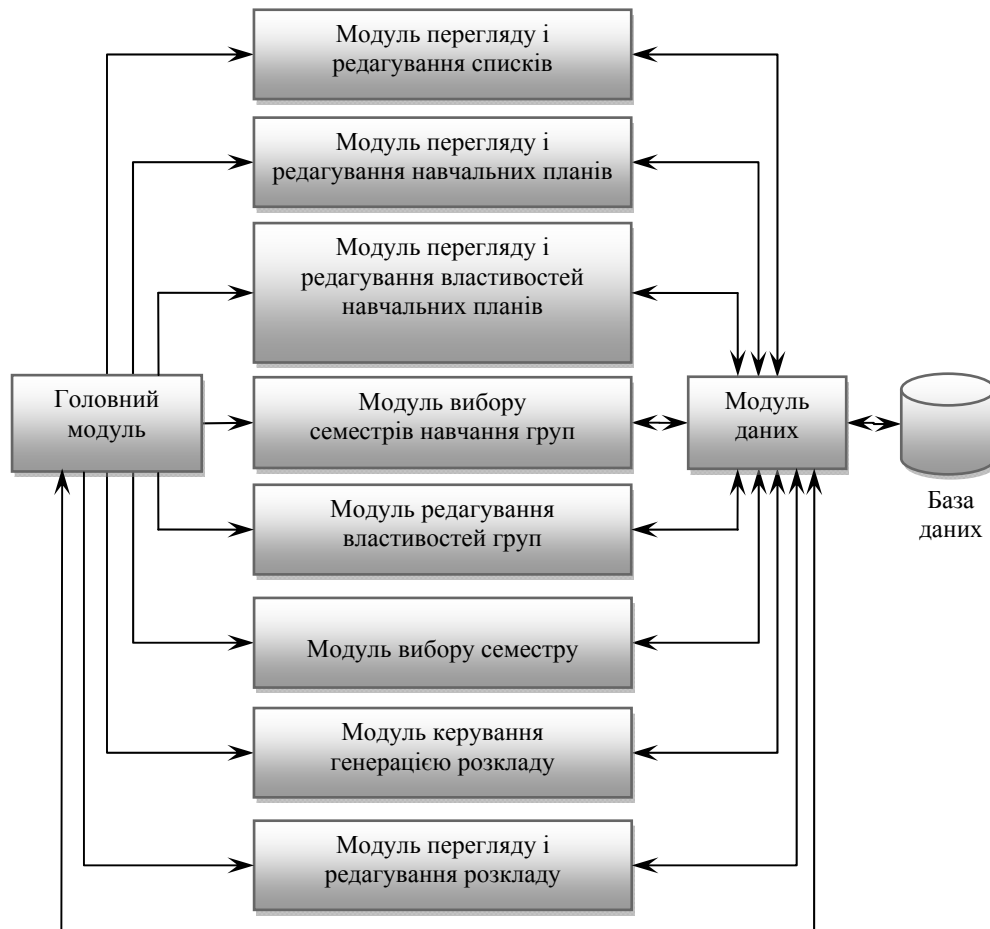 Модуль перегляду і
редагування списків
Модуль перегляду і
редагування навчальних планів
Модуль перегляду і
редагування властивостей
навчальних планів
Головний
модуль
Модуль вибору
семестрів навчання груп
Модуль
даних
База
даних
Модуль редагування
властивостей груп
Модуль вибору семестру
Модуль керування
генерацією розкладу
Модуль перегляду і
редагування розкладу